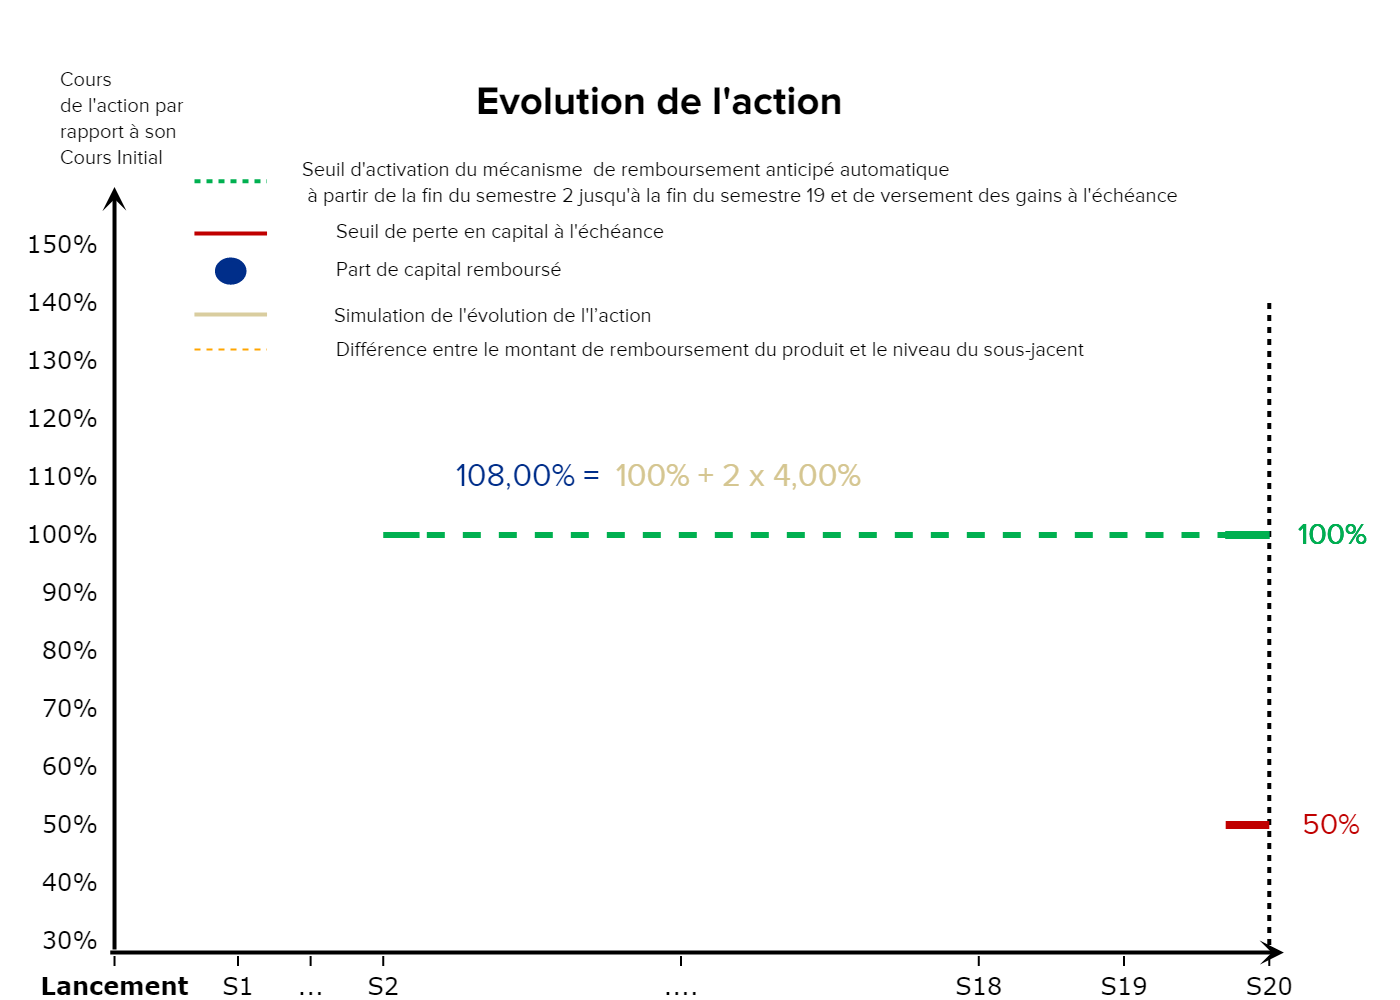 Cours
de l'action par
rapport à son
Cours Initial
Evolution de l'action
Seuil d'activation du mécanisme  de remboursement anticipé automatique
à partir de la fin du semestre 2 jusqu'à la fin du semestre 19 et de versement des gains à l'échéance
Seuil de perte en capital à l'échéance
Part de capital remboursé
Simulation de l'évolution de l'l’action
Différence entre le montant de remboursement du produit et le niveau du sous-jacent
150%
140%
130%
120%
110%
108,00% =  100% + 2 x 4,00%
100%
100%
90%
80%
70%
60%
50%
50%
40%
30%
Lancement S1 ... S2 .... S18 S19 S20